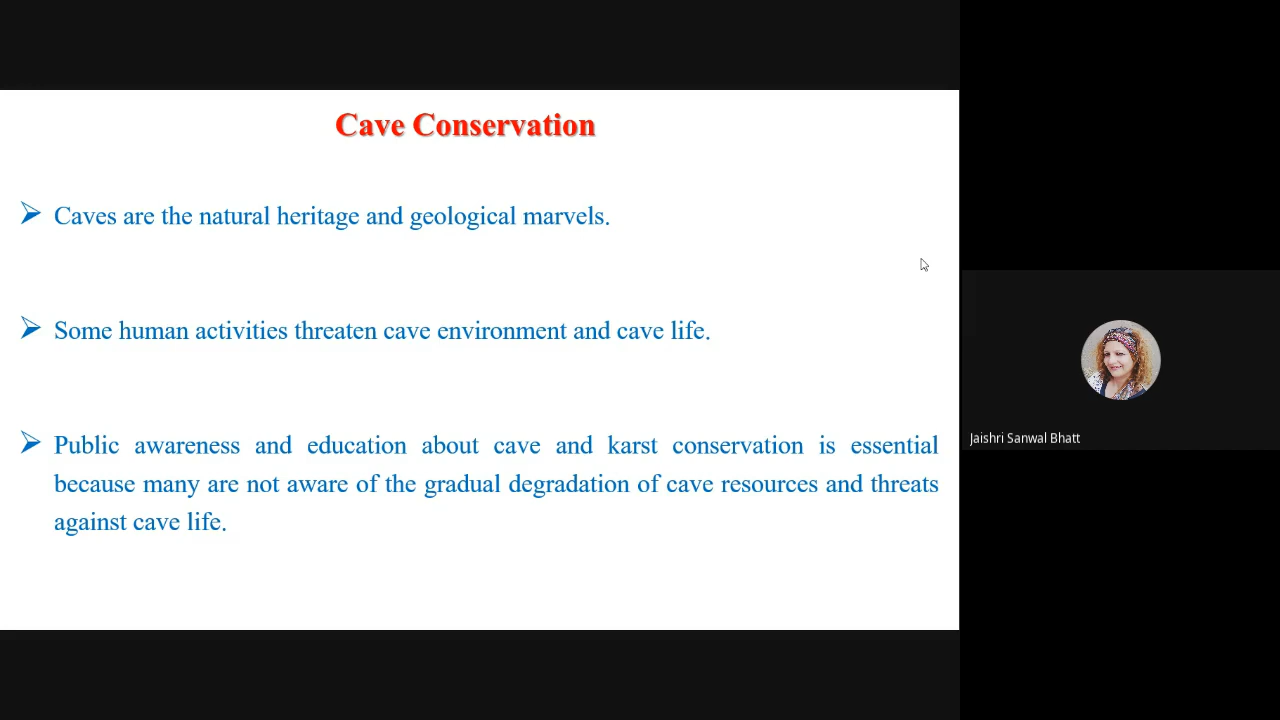 Cave Conservation
Caves are the natural heritage and geological marvels.
Some human activities threaten cave environment and cave life.
Public awareness and education about cave and karst conservation is essential
because many are not aware of the gradual degradation of cave resources and threats
against cave life.
Jaishri Sanwal Bhatt